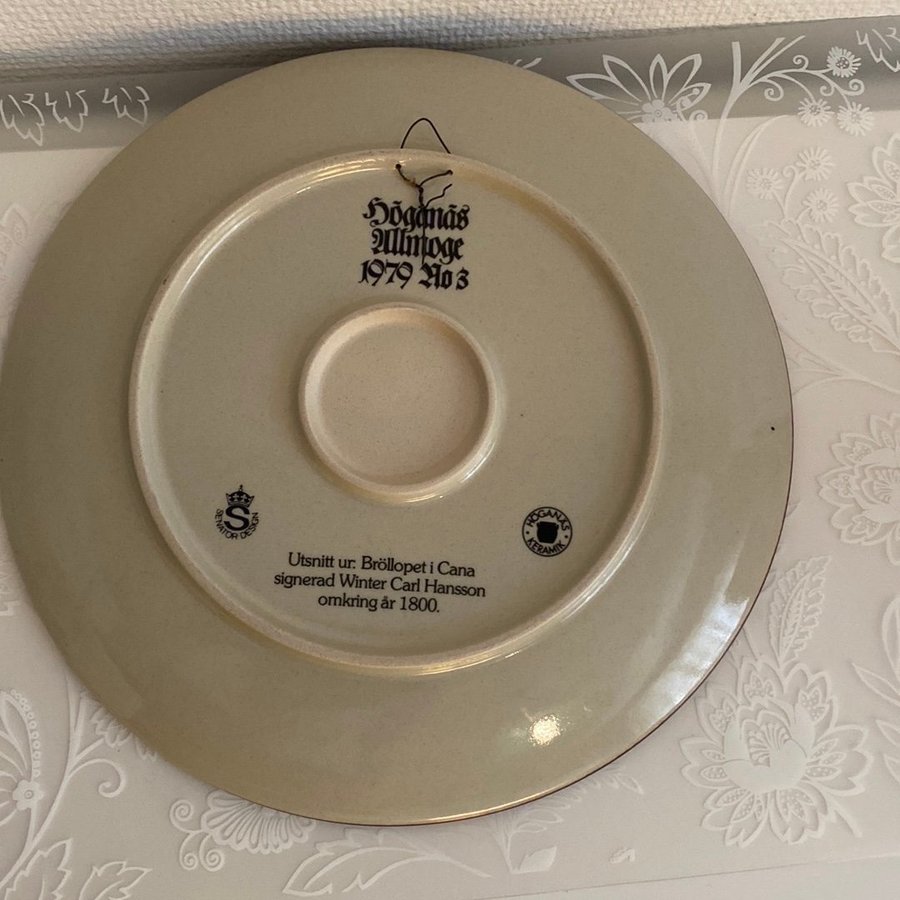 Höganäs
Allmoge
1979 No 3
S
SENATOR DESIGN
HÖGANÄS
KERAMIK
Utsnitt ur: Bröllopet i Cana
signerad Winter Carl Hansson
omkring år 1800.